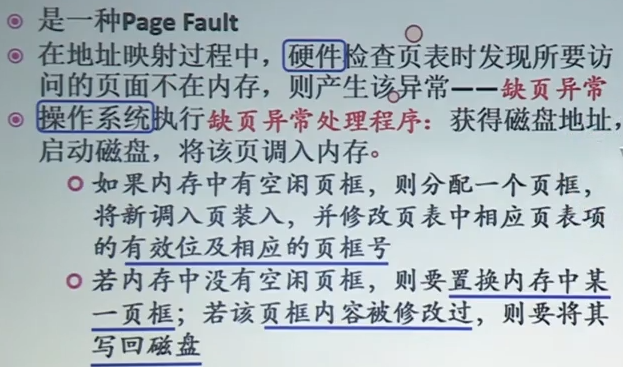 是一种Page Fault
在地址映射过程中，硬件检查页表时发现所要访
问的页面不在内存，则产生该异常——缺页异常
操作系统执行缺页异常处理程序：获得磁盘地址，
启动磁盘，将该页调入内存。
如果内存中有空闲页框，则分配一个页框，
将新调入页装入，并修改页表中相应页表项
的有效位及相应的页框号
若内存中没有空闲页框，则要置换内存中某
一页框；若该页框内容被修改过，则要将其
写回磁盘